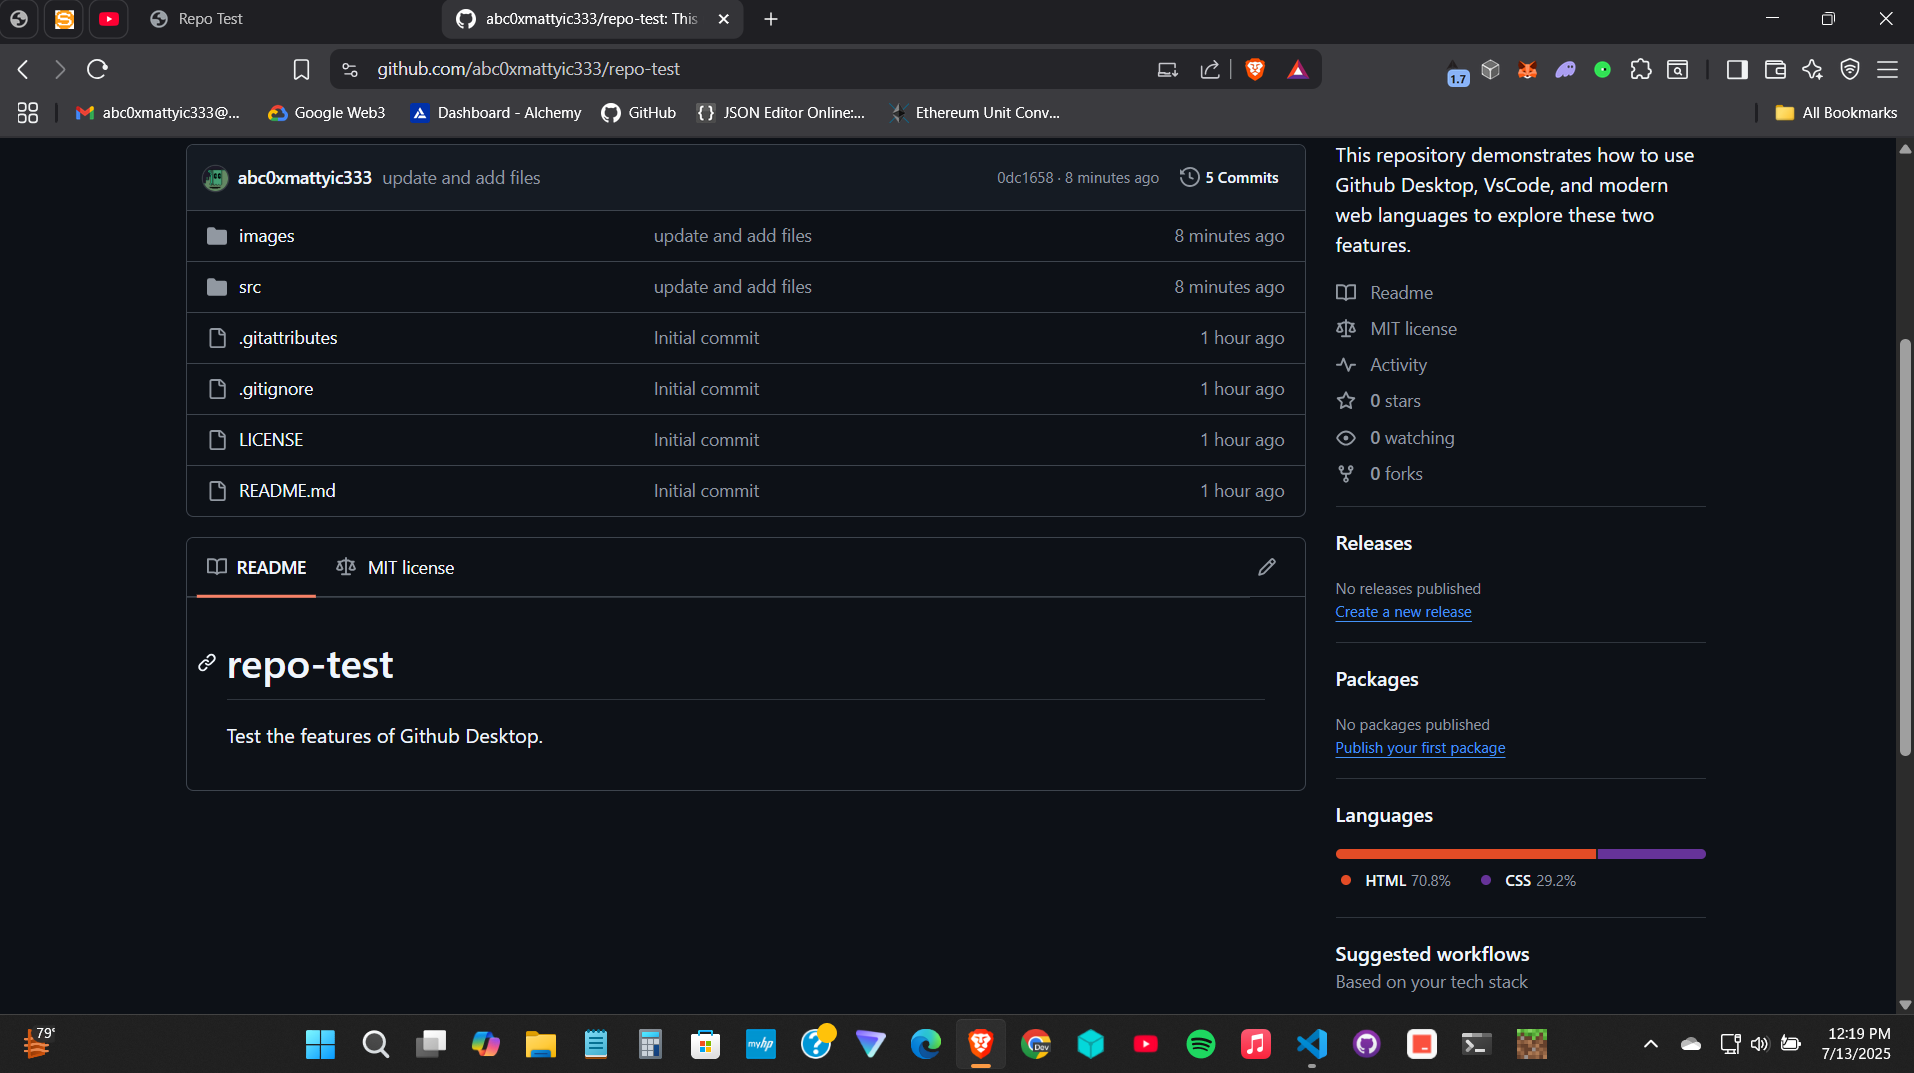 Repo Test
abc0xmattyic333/repo-test: This
github.com/abc0xmattyic333/repo-test
1.7
abc0xmattyic333@...
Google Web3
Dashboard - Alchemy
GitHub
JSON Editor Online:...
Ethereum Unit Conv...
All Bookmarks
abc0xmattyic333 update and add files 0dc1658 · 8 minutes ago 5 Commits
images update and add files 8 minutes ago
src update and add files 8 minutes ago
.gitattributes Initial commit 1 hour ago
.gitignore Initial commit 1 hour ago
LICENSE Initial commit 1 hour ago
README.md Initial commit 1 hour ago
README MIT license
repo-test
Test the features of Github Desktop.
This repository demonstrates how to use
Github Desktop, VsCode, and modern
web languages to explore these two
features.
Readme
MIT license
Activity
0 stars
0 watching
0 forks
Releases
No releases published
Create a new release
Packages
No packages published
Publish your first package
Languages
HTML 70.8% CSS 29.2%
Suggested workflows
Based on your tech stack
79°
myhp
Dev
12:19 PM
7/13/2025